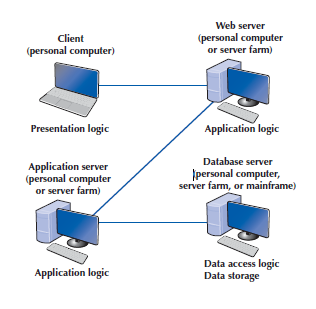 Client
(personal computer)
Presentation logic
Web server
(personal computer
or server farm)
Application logic
Application server
(personal computer
or server farm)
Application logic
Database server
(personal computer,
server farm, or mainframe)
Data access logic
Data storage